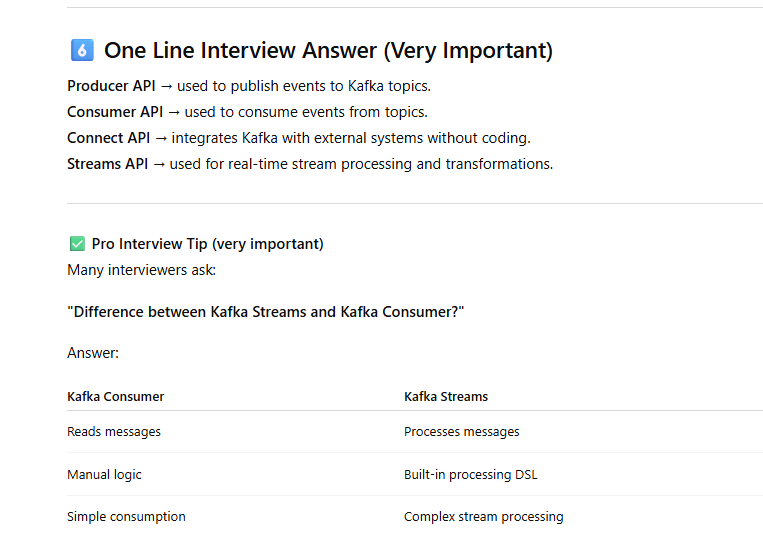 6️⃣ One Line Interview Answer (Very Important)
Producer API → used to publish events to Kafka topics.
Consumer API → used to consume events from topics.
Connect API → integrates Kafka with external systems without coding.
Streams API → used for real-time stream processing and transformations.
✅ Pro Interview Tip (very important)
Many interviewers ask:
"Difference between Kafka Streams and Kafka Consumer?"
Answer:
Kafka Consumer Kafka Streams
Reads messages Processes messages
Manual logic Built-in processing DSL
Simple consumption Complex stream processing